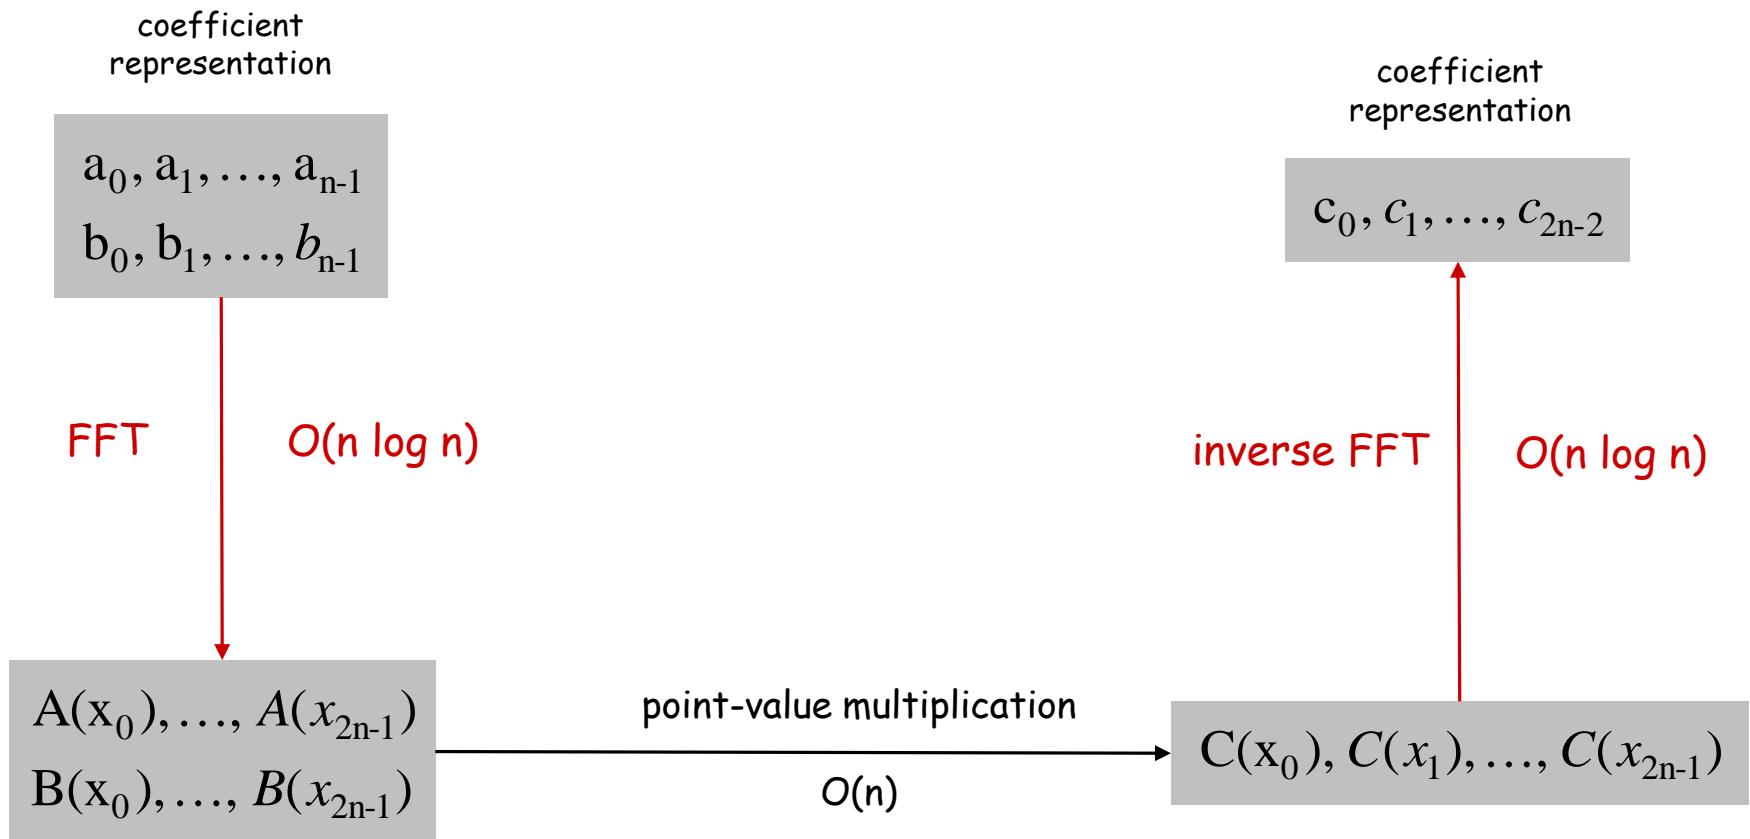 coefficient
representation
a₀, a₁, …, aₙ₋₁
b₀, b₁, …, bₙ₋₁
FFT
O(n log n)
A(x₀), …, A(x₂ₙ₋₁)
B(x₀), …, B(x₂ₙ₋₁)
point-value multiplication
O(n)
coefficient
representation
c₀, c₁, …, c₂ₙ₋₂
inverse FFT
O(n log n)
C(x₀), C(x₁), …, C(x₂ₙ₋₁)